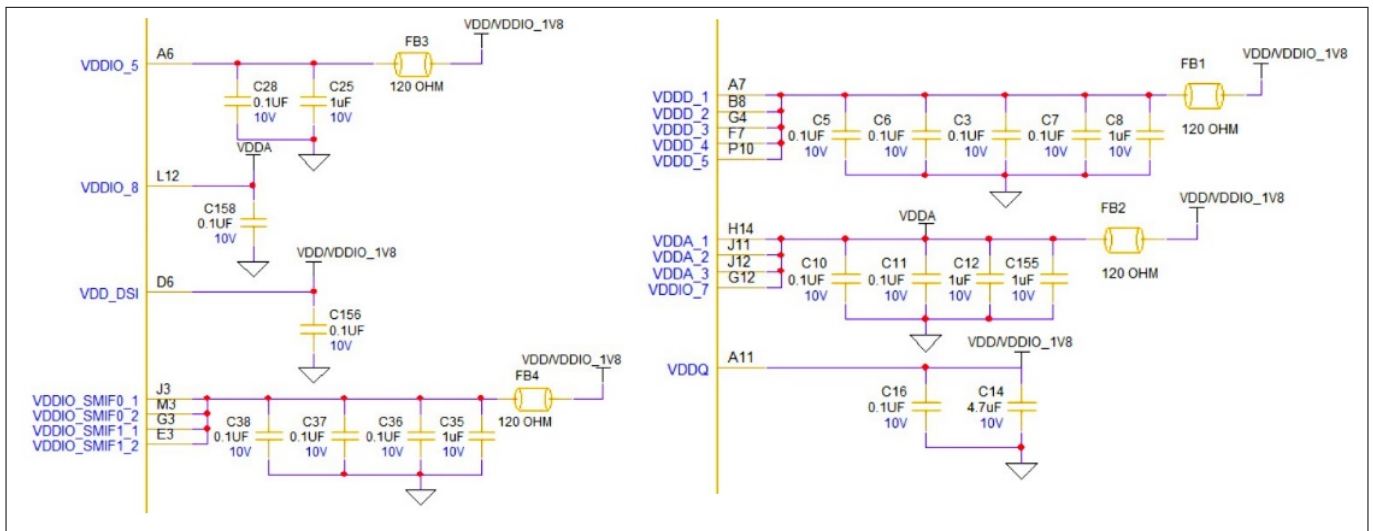 VDD/VDDIO_1V8
VDDIO_5
A6
FB3
120 OHM
C28
0.1UF
10V
C25
1uF
10V
VDDA
VDDIO_8
L12
C158
0.1UF
10V
VDD/VDDIO_1V8
VDD_DSI
D6
C156
0.1UF
10V
VDD/VDDIO_1V8
FB4
120 OHM
VDDIO_SMIF0_1
J3
VDDIO_SMIF0_2
M3
VDDIO_SMIF1_1
G3
VDDIO_SMIF1_2
E3
C38
0.1UF
10V
C37
0.1UF
10V
C36
0.1UF
10V
C35
1uF
10V
VDD/VDDIO_1V8
FB1
120 OHM
VDDD_1
A7
VDDD_2
B8
VDDD_3
G4
VDDD_4
F7
VDDD_5
P10
C5
0.1UF
10V
C6
0.1UF
10V
C3
0.1UF
10V
C7
0.1UF
10V
C8
1uF
10V
VDD/VDDIO_1V8
VDDA
FB2
120 OHM
VDDA_1
H14
VDDA_2
J11
VDDA_3
J12
VDDIO_7
G12
C10
0.1UF
10V
C11
0.1UF
10V
C12
1uF
10V
C155
1uF
10V
VDD/VDDIO_1V8
VDDQ
A11
C16
0.1UF
10V
C14
4.7uF
10V